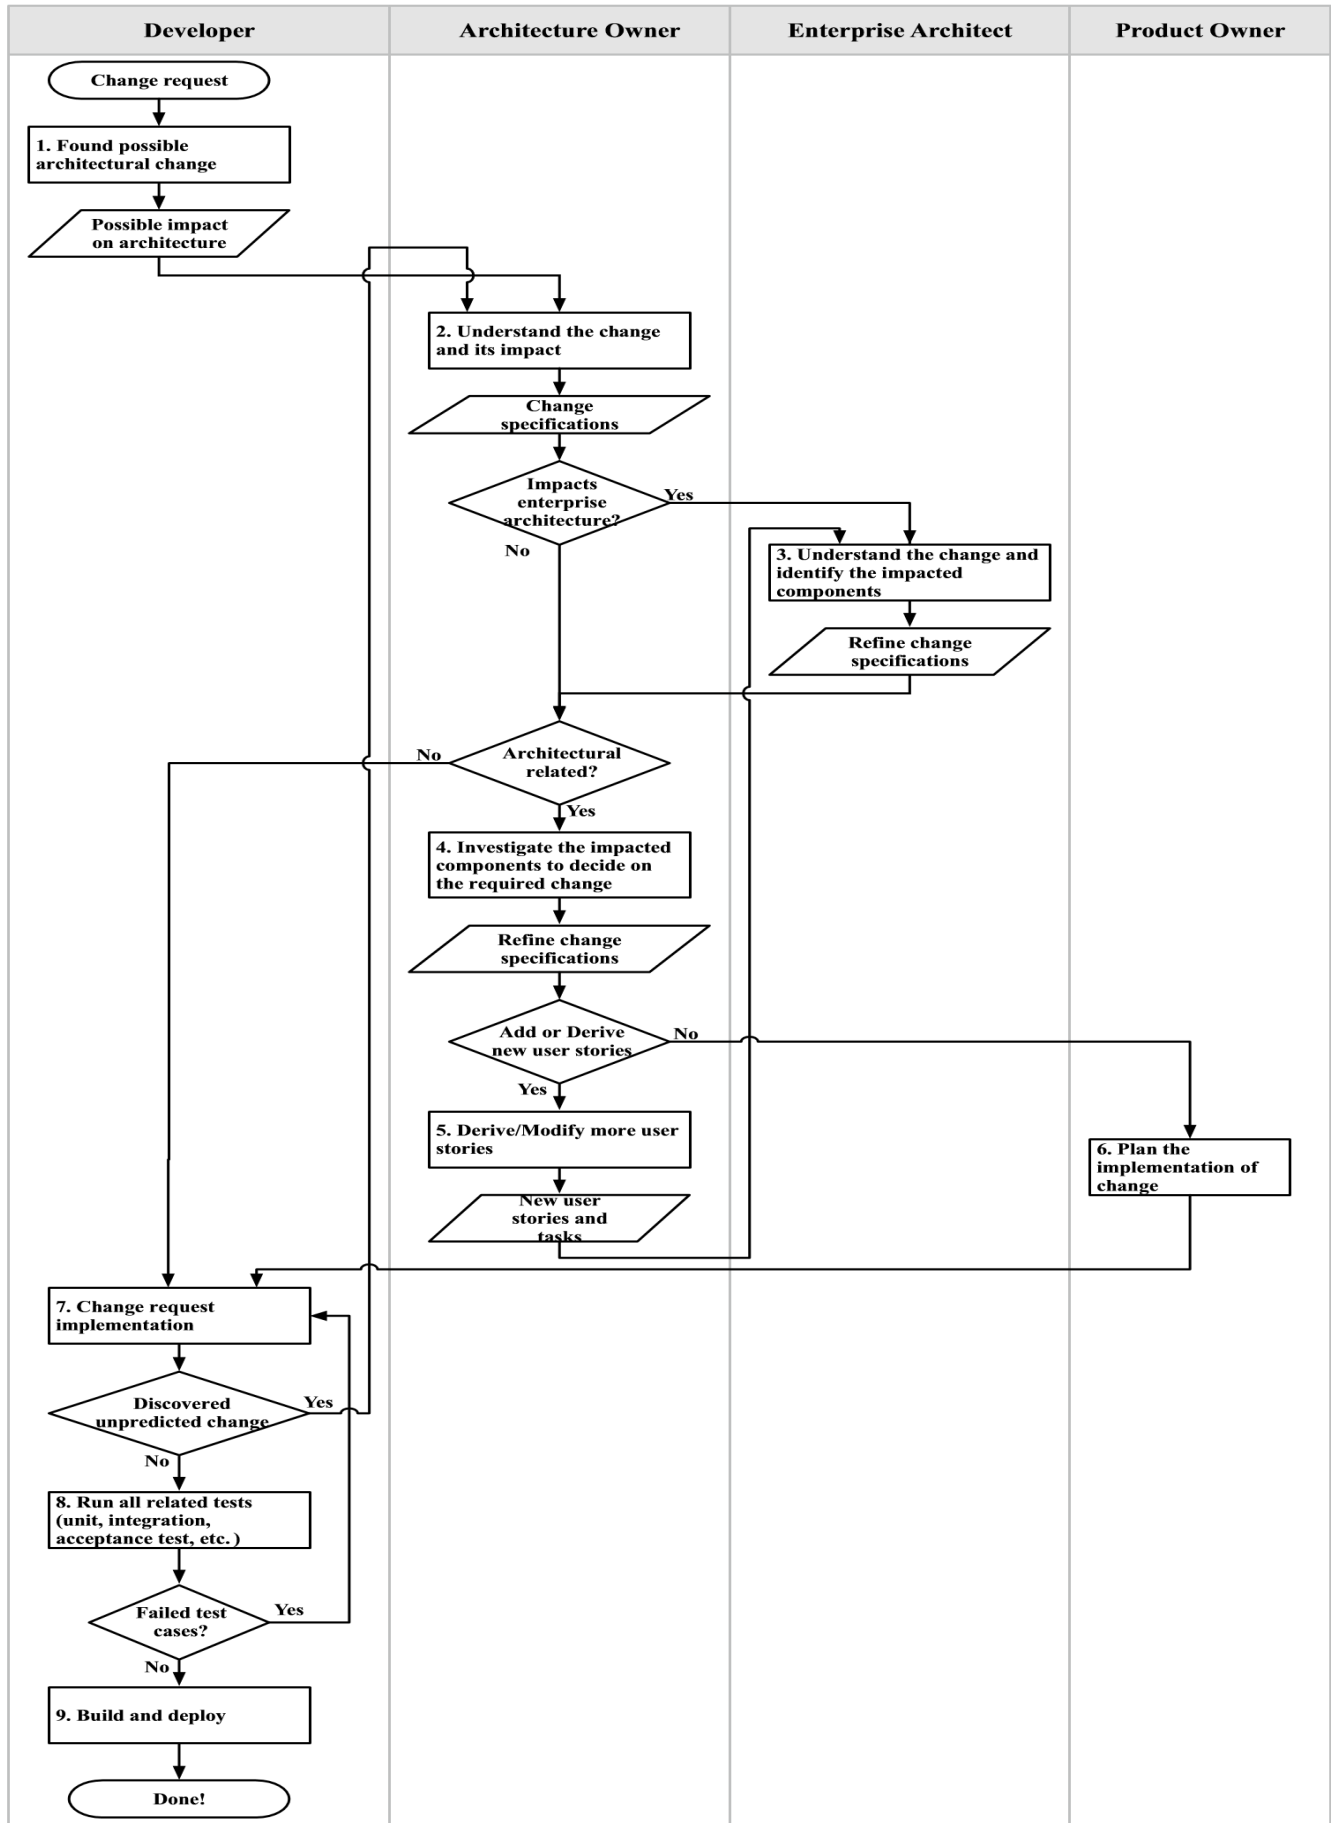 Developer
Architecture Owner
Enterprise Architect
Product Owner
Change request
1. Found possible
architectural change
Possible impact
on architecture
2. Understand the change
and its impact
Change
specifications
Impacts
enterprise
architecture?
Yes
No
3. Understand the change and
identify the impacted
components
Refine change
specifications
Architectural
related?
No
Yes
4. Investigate the impacted
components to decide on
the required change
Refine change
specifications
Add or Derive
new user stories
No
Yes
5. Derive/Modify more user
stories
6. Plan the
implementation of
change
New user
stories and
tasks
7. Change request
implementation
Discovered
unpredicted change
Yes
No
8. Run all related tests
(unit, integration,
acceptance test, etc. )
Failed test
cases?
Yes
No
9. Build and deploy
Done!